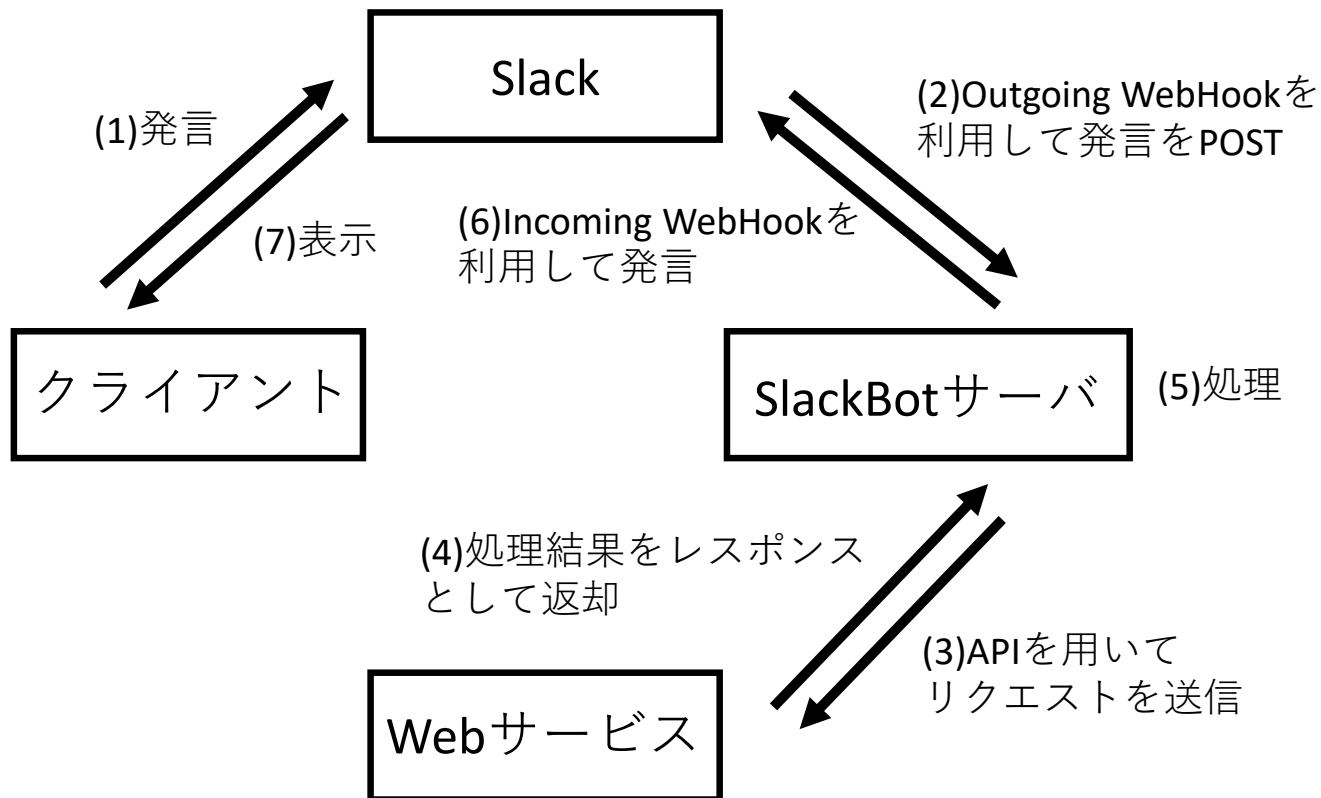 Slack
(1)発言
(2)Outgoing WebHookを
利用して発言をPOST
(6)Incoming WebHookを
利用して発言
(7)表示
クライアント
SlackBotサーバ
(5)処理
(4)処理結果をレスポンス
として返却
(3)APIを用いて
リクエストを送信
Webサービス